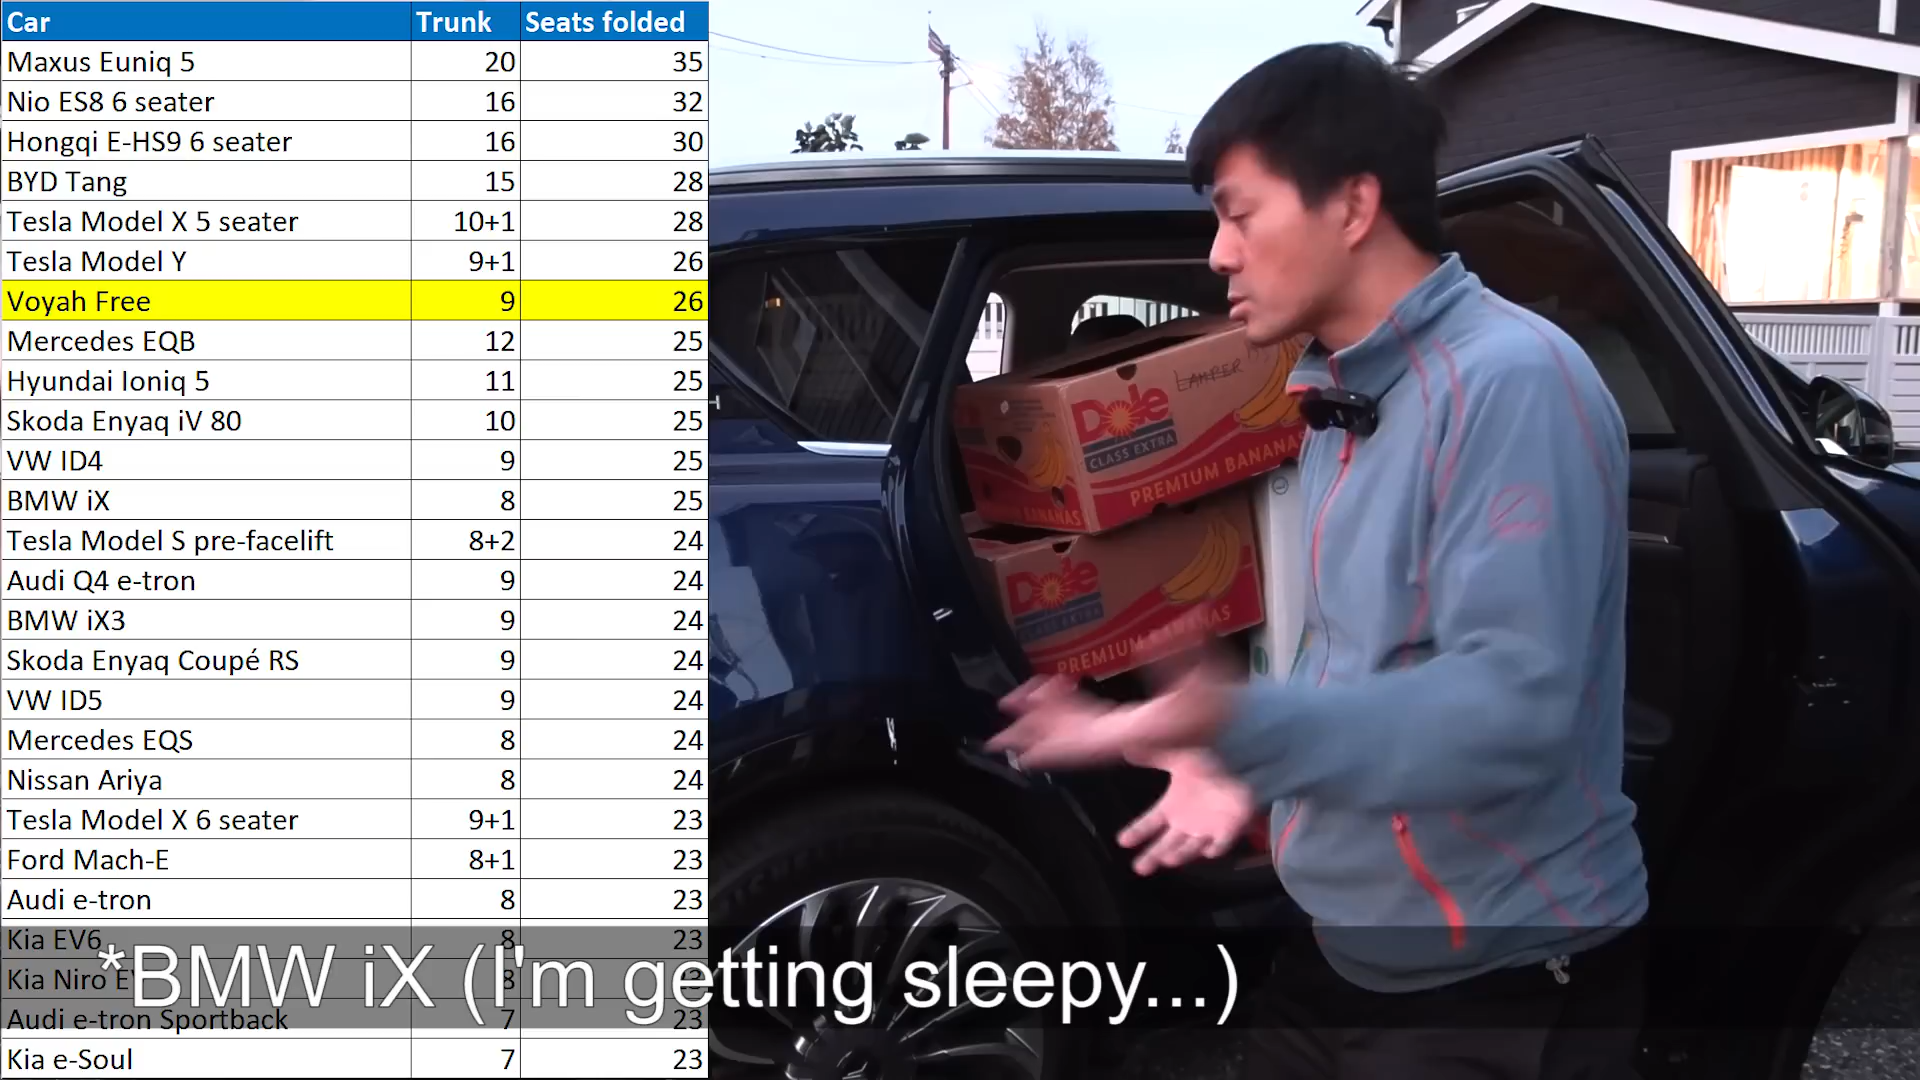 Car Trunk Seats folded
Maxus Euniq 5 20 35
Nio ES8 6 seater 16 32
Hongqi E-HS9 6 seater 16 30
BYD Tang 15 28
Tesla Model X 5 seater 10+1 28
Tesla Model Y 9+1 26
Voyah Free 9 26
Mercedes EQB 12 25
Hyundai Ioniq 5 11 25
Skoda Enyaq iV 80 10 25
VW ID4 9 25
BMW iX 8 25
Tesla Model S pre-facelift 8+2 24
Audi Q4 e-tron 9 24
BMW iX3 9 24
Skoda Enyaq Coupé RS 9 24
VW ID5 9 24
Mercedes EQS 8 24
Nissan Ariya 8 24
Tesla Model X 6 seater 9+1 23
Ford Mach-E 8+1 23
Audi e-tron 8 23
Kia EV6 8 23
Kia Niro 8 23
Audi e-tron Sportback 7 23
Kia e-Soul 7 23
*BMW iX (I'm getting sleepy...)
LAMPER
Dole
CLASS EXTRA
PREMIUM BANANAS
BANANAS
Dole
CLASS EXTRA
PREMIUM BANANAS